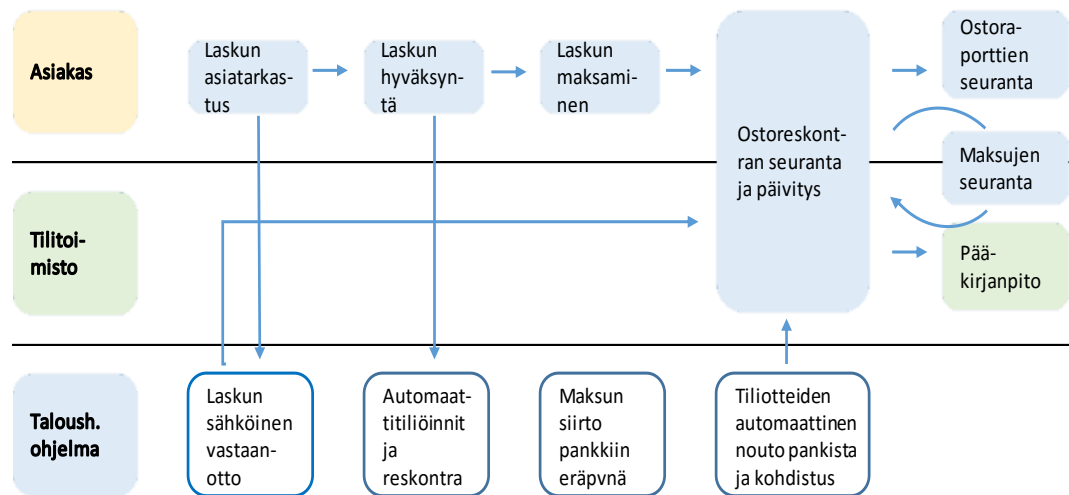 Asiakas
Laskun
asiatarkas-
tus
Laskun
hyväksyn-
tä
Laskun
maksami-
nen
Ostoreskont-
ran seuranta
ja päivitys
Ostora-
porttien
seuranta
Maksujen
seuranta
Tilitoi-
misto
Pää-
kirjanpito
Taloush.
ohjelma
Laskun
sähköinen
vastaan-
otto
Automaat-
titiliöinnit
ja
reskontra
Maksun
siirto
pankkiin
eräpvnä
Tiliotteiden
automaattinen
nouto pankista
ja kohdistus